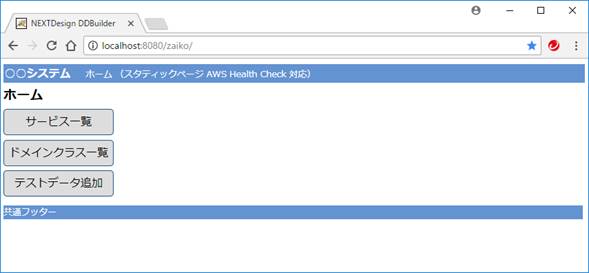 NEXTDesign DDBuilder
localhost:8080/zaiko/
〇〇システム ホーム （スタティックページ AWS Health Check 対応）
ホーム
サービス一覧
ドメインクラス一覧
テストデータ追加
共通フッター